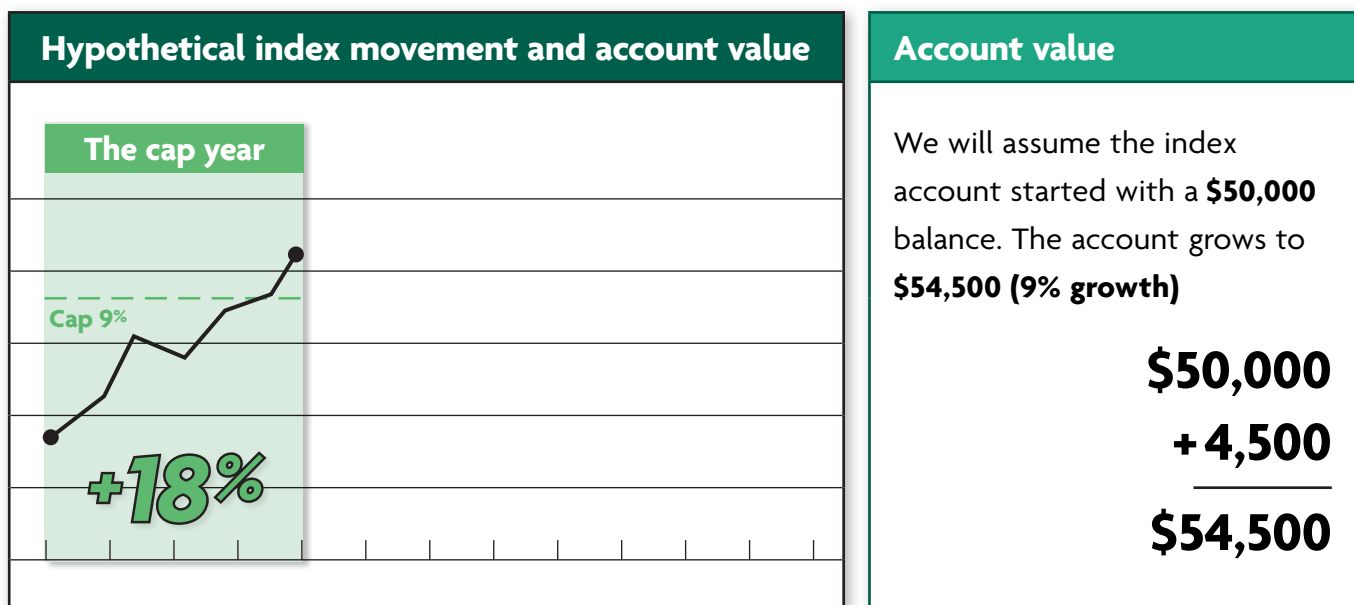 Hypothetical index movement and account value
The cap year
Cap 9%
+18%
Account value
We will assume the index
account started with a $50,000
balance. The account grows to
$54,500 (9% growth)
$50,000
+4,500
$54,500